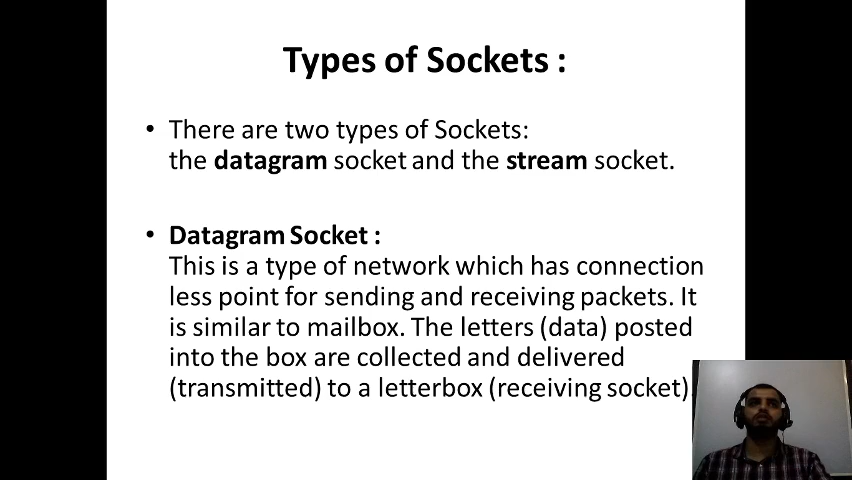 Types of Sockets :
• There are two types of Sockets:
the datagram socket and the stream socket.
• Datagram Socket :
This is a type of network which has connection
less point for sending and receiving packets. It
is similar to mailbox. The letters (data) posted
into the box are collected and delivered
(transmitted) to a letterbox (receiving socket).